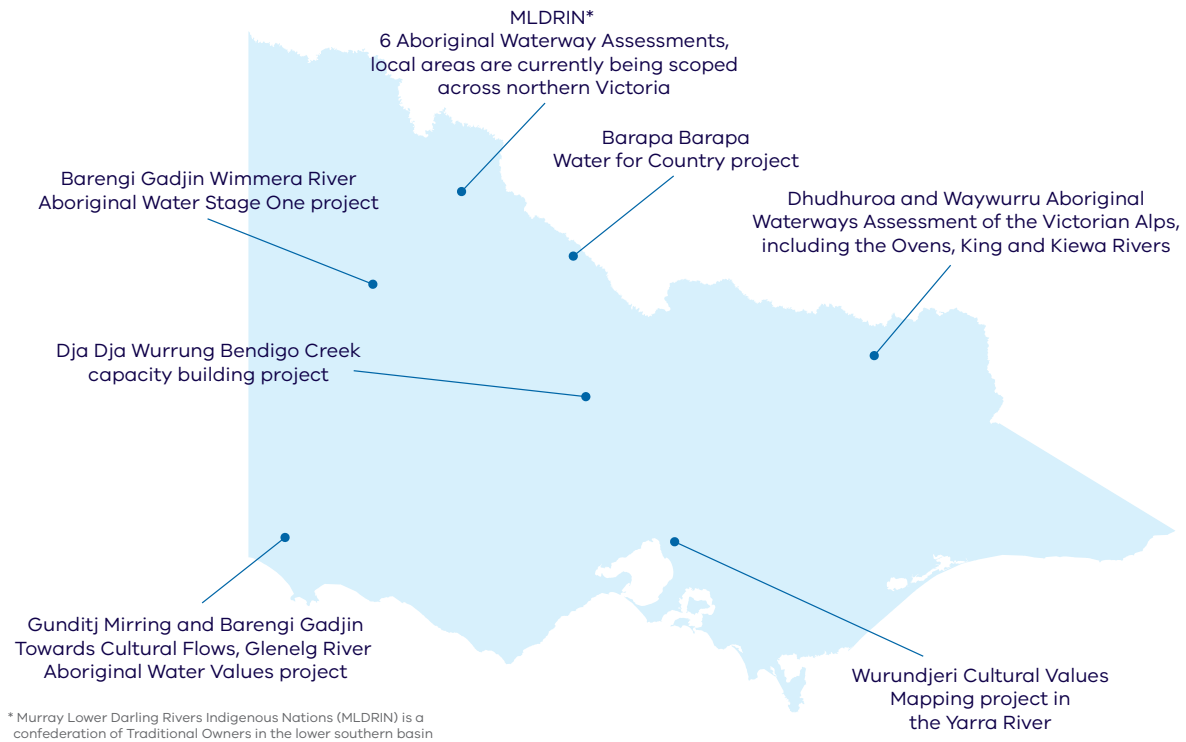 MLDRIN*
6 Aboriginal Waterway Assessments,
local areas are currently being scoped
across northern Victoria
Barapa Barapa
Water for Country project
Barengi Gadjin Wimmera River
Aboriginal Water Stage One project
Dhudhuroa and Waywurru Aboriginal
Waterways Assessment of the Victorian Alps,
including the Ovens, King and Kiewa Rivers
Dja Dja Wurrung Bendigo Creek
capacity building project
Gunditj Mirring and Barengi Gadjin
Towards Cultural Flows, Glenelg River
Aboriginal Water Values project
Wurundjeri Cultural Values
Mapping project in
the Yarra River
* Murray Lower Darling Rivers Indigenous Nations (MLDRIN) is a
confederation of Traditional Owners in the lower southern basin